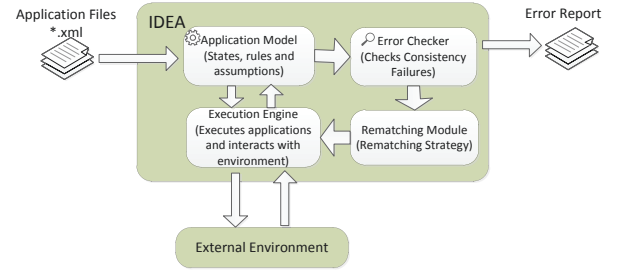 Application Files
*.xml
IDEA
Error Report
Application Model
(States, rules and
assumptions)
Error Checker
(Checks Consistency
Failures)
Execution Engine
(Executes applications
and interacts with
environment)
Rematching Module
(Rematching Strategy)
External Environment